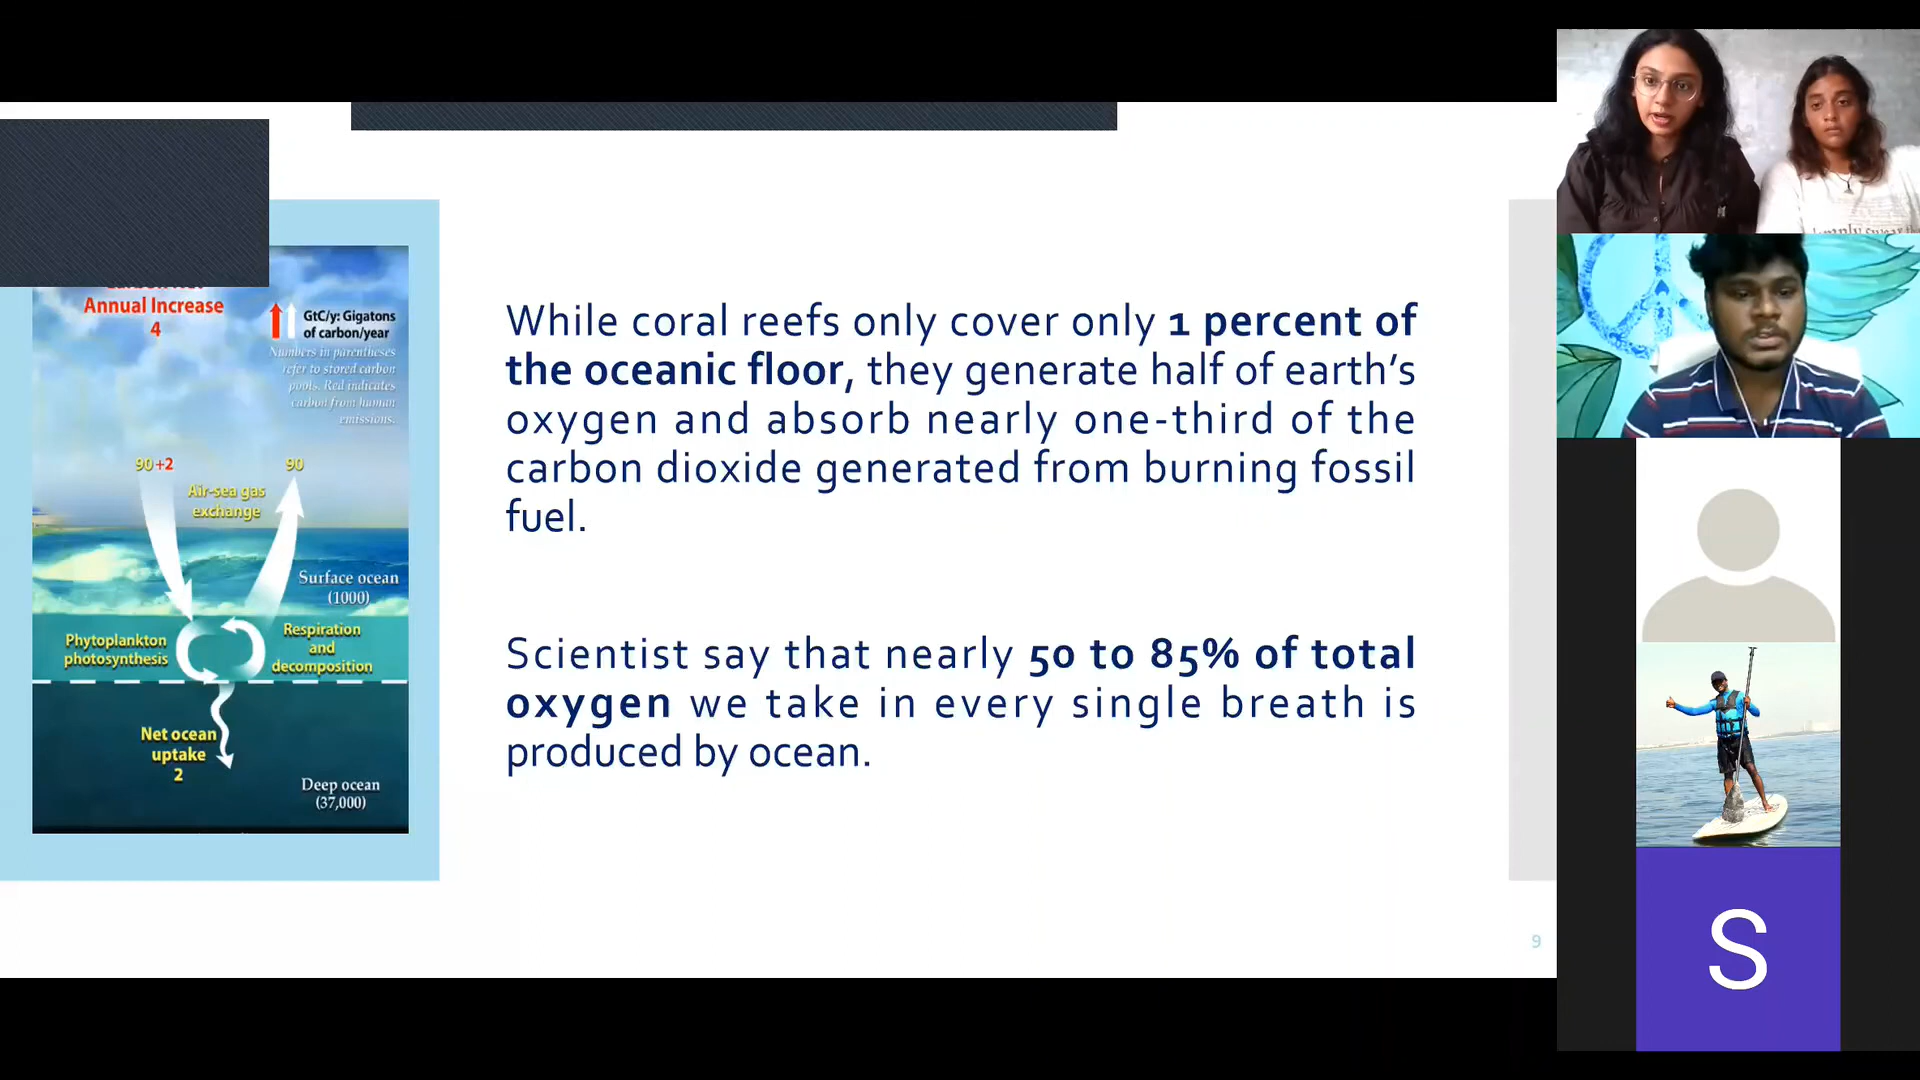 Annual Increase
4
GtC/y: Gigatons
of carbon/year
Numbers in parentheses
refer to stored carbon
pools. Red indicates
carbon from human
emissions.
90+2
90
Air-sea gas
exchange
Surface ocean
(1000)
Phytoplankton
photosynthesis
Respiration
and
decomposition
Net ocean
uptake
2
Deep ocean
(37,000)
While coral reefs only cover only 1 percent of
the oceanic floor, they generate half of earth’s
oxygen and absorb nearly one-third of the
carbon dioxide generated from burning fossil
fuel.
Scientist say that nearly 50 to 85% of total
oxygen we take in every single breath is
produced by ocean.
9
S